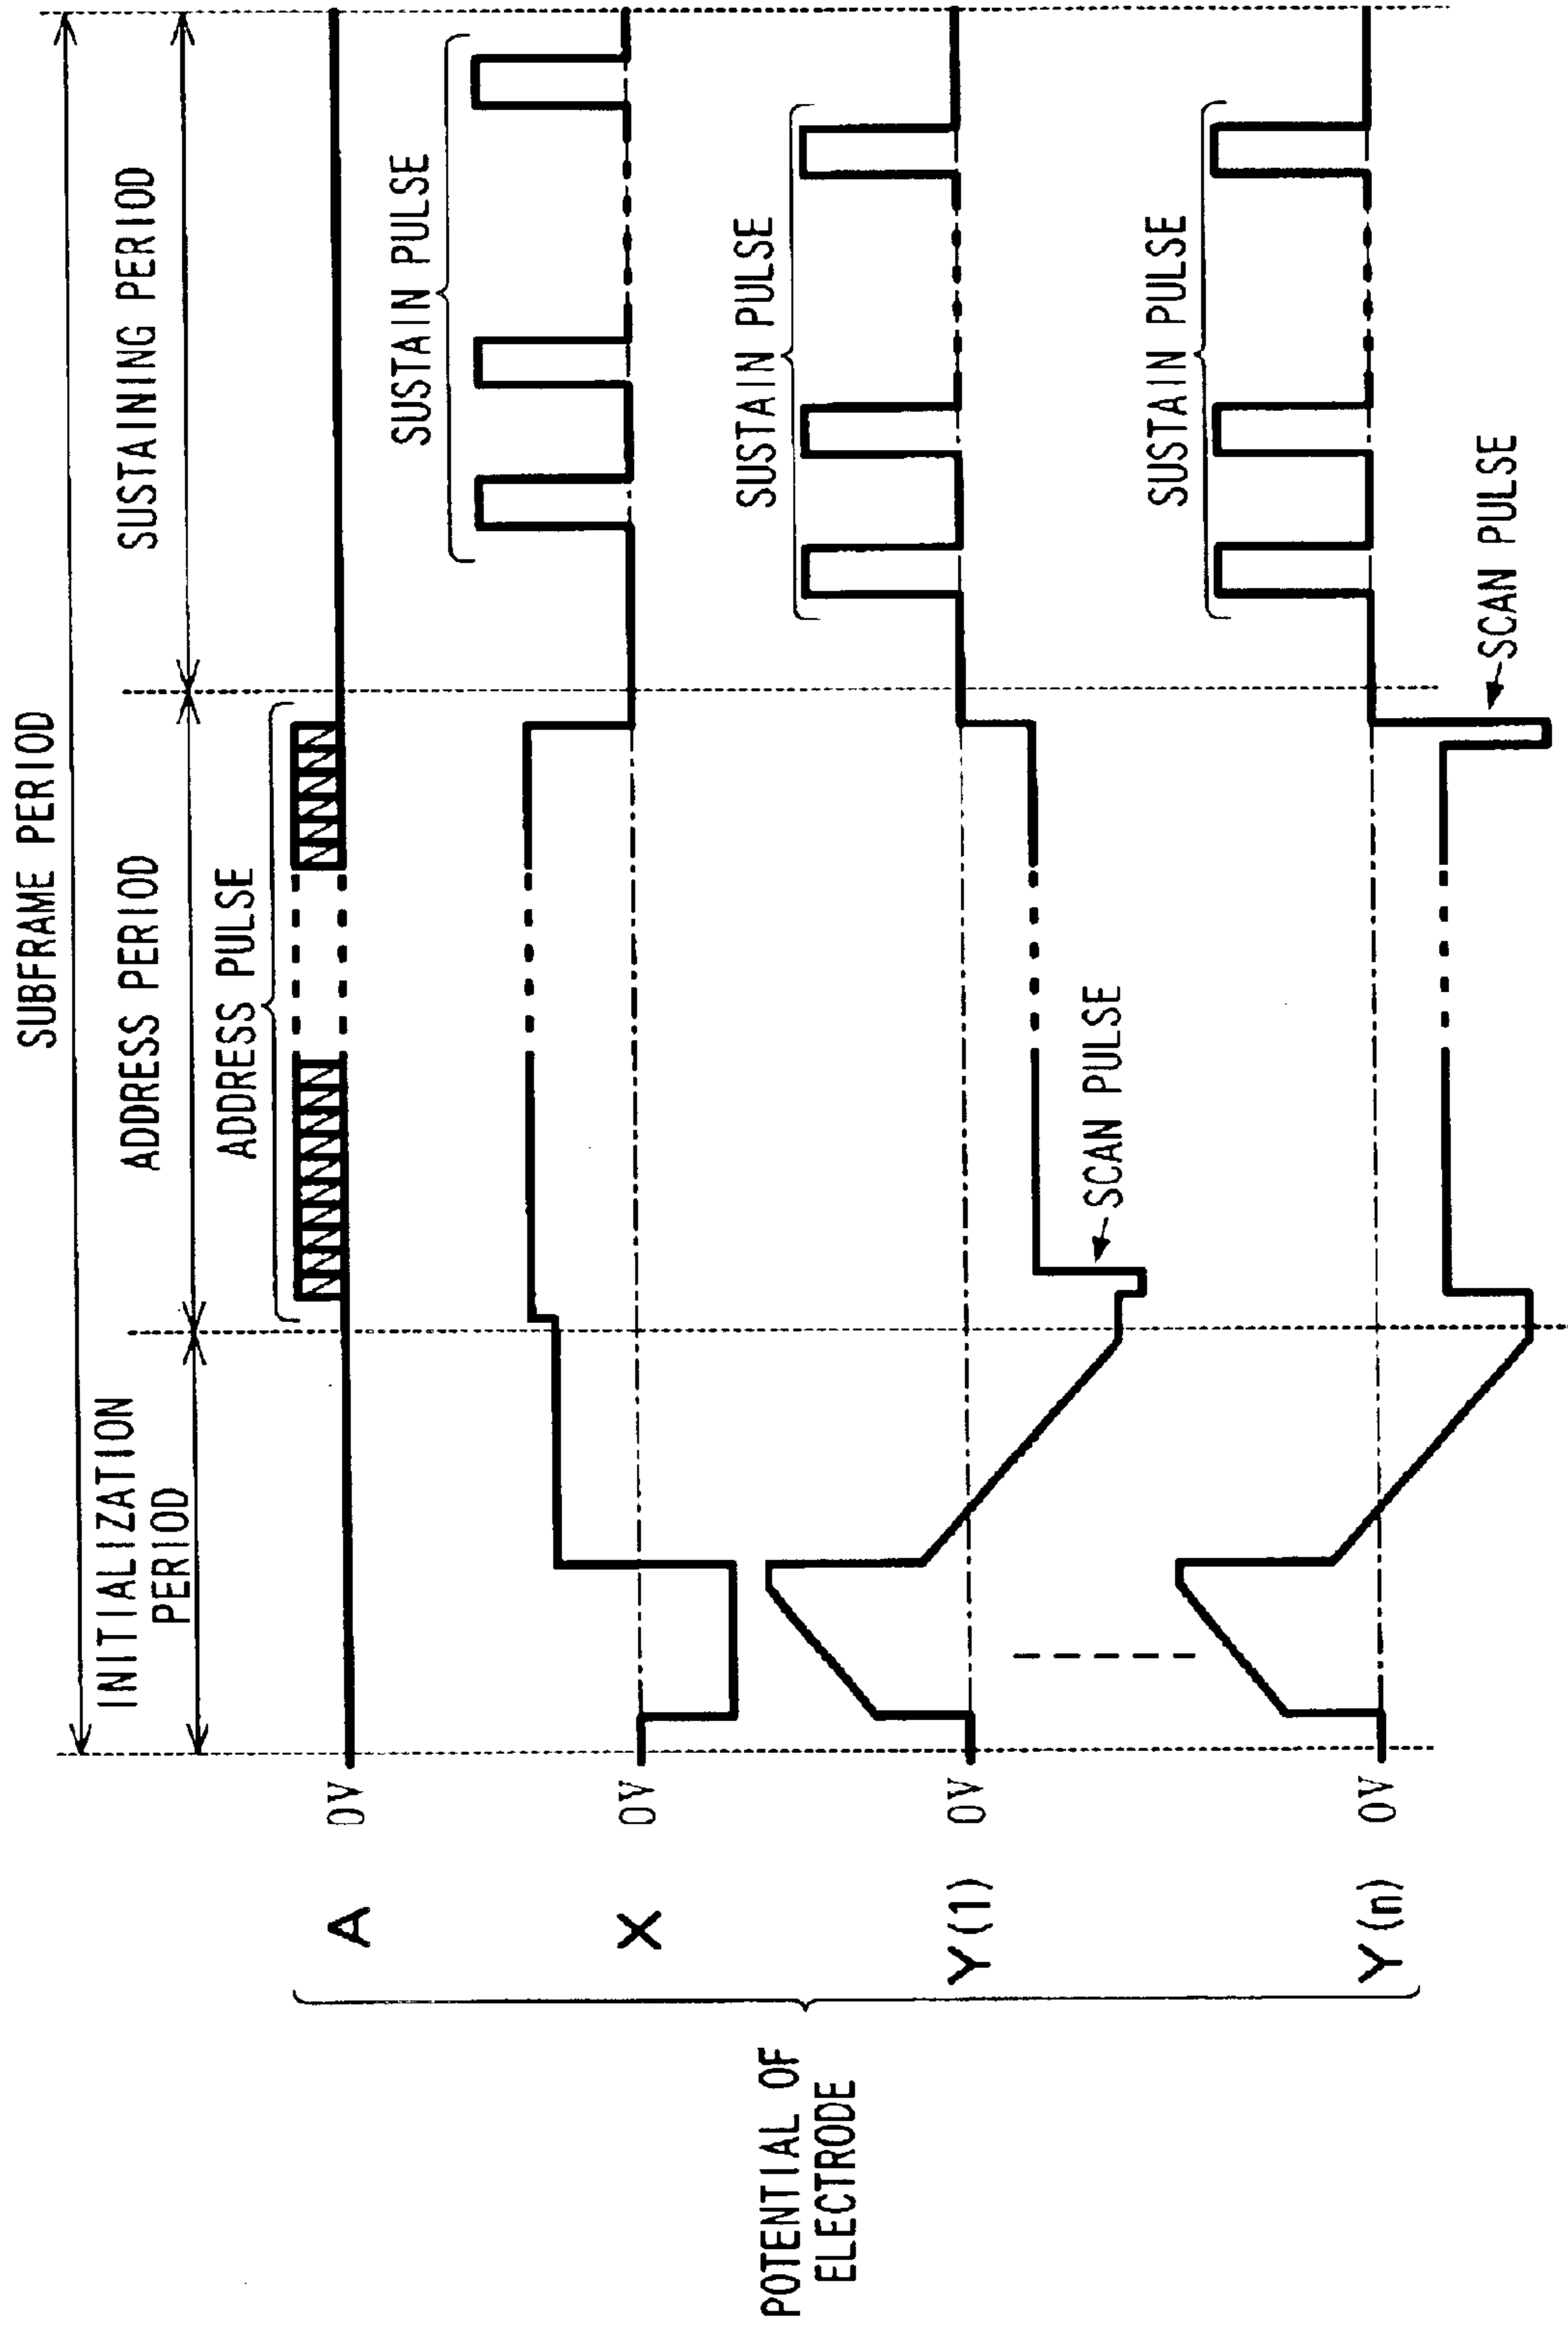 SUBFRAME PERIOD
INITIALIZATION
PERIOD
ADDRESS PERIOD
SUSTAINING PERIOD
ADDRESS PULSE
A
0V
SUSTAIN PULSE
X
0V
SUSTAIN PULSE
Y(1)
0V
SCAN PULSE
SUSTAIN PULSE
Y(n)
0V
SCAN PULSE
POTENTIAL OF
ELECTRODE